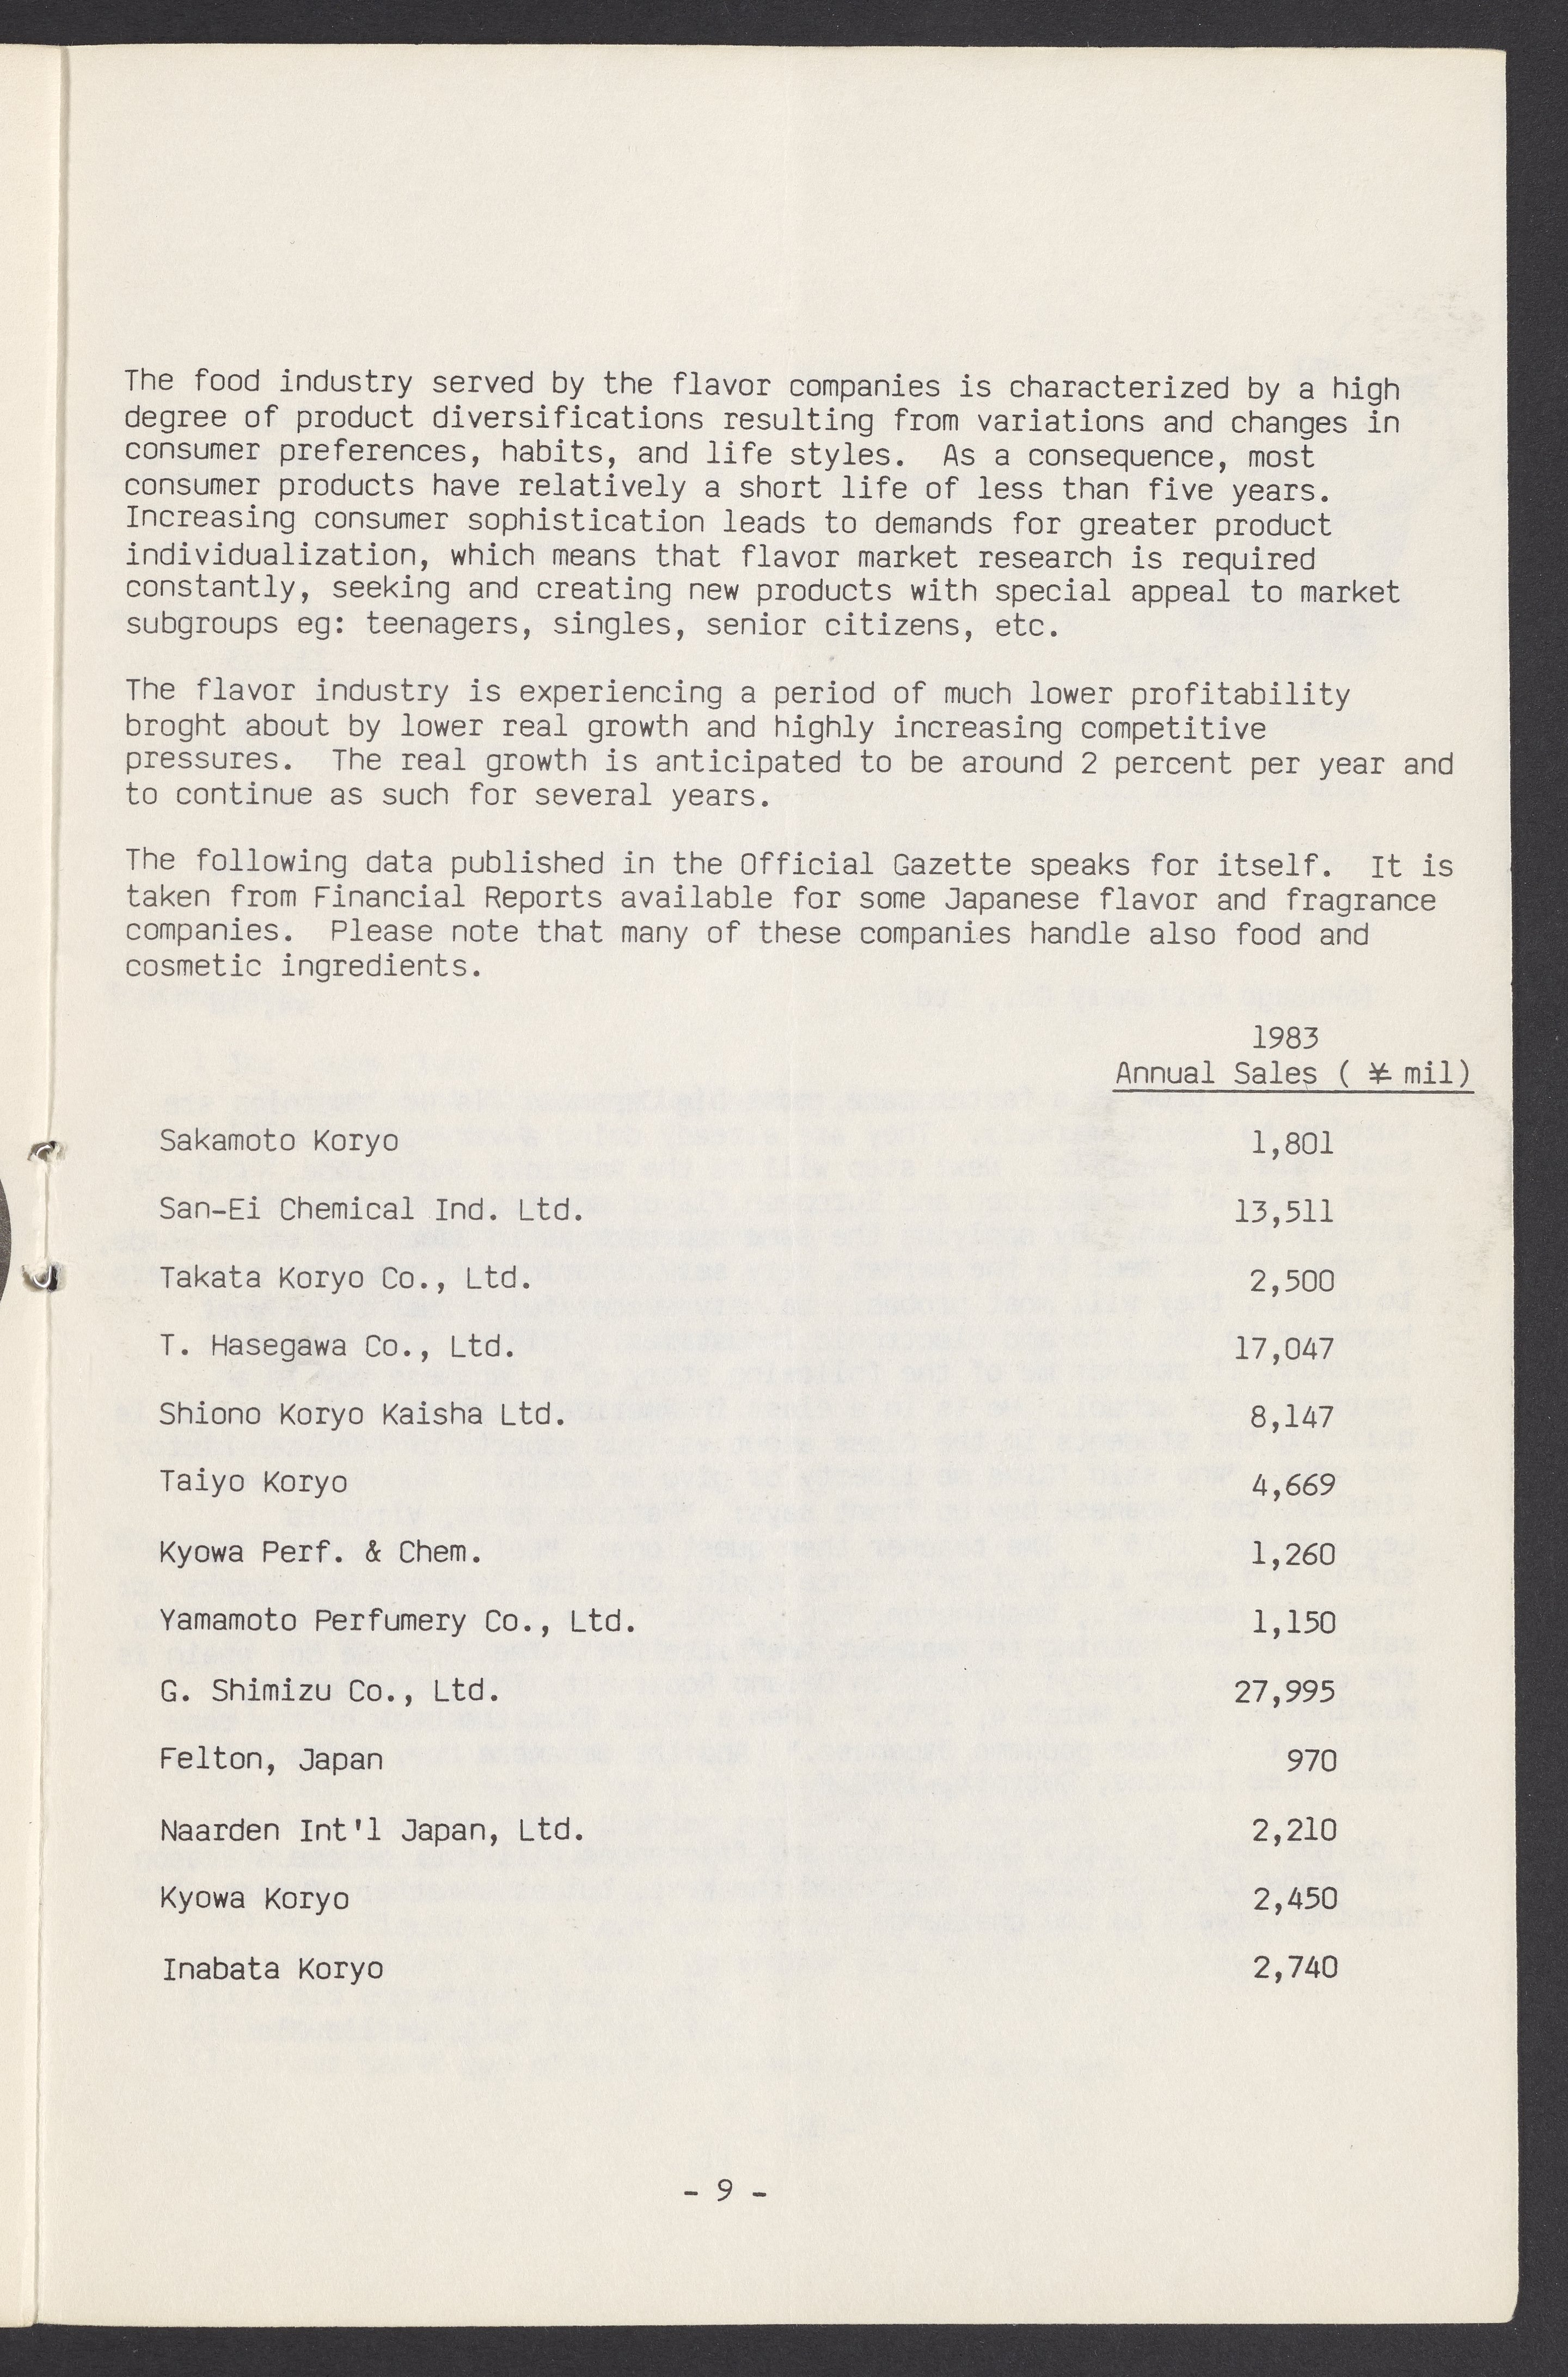 The food industry served by the flavor companies is characterized by a high
degree of product diversifications resulting from variations and changes in
consumer preferences, habits, and life styles.  As a consequence, most
consumer products have relatively a short life of less than five years.
Increasing consumer sophistication leads to demands for greater product
individualization, which means that flavor market research is required
constantly, seeking and creating new products with special appeal to market
subgroups eg: teenagers, singles, senior citizens, etc.
The flavor industry is experiencing a period of much lower profitability
broght about by lower real growth and highly increasing competitive
pressures.  The real growth is anticipated to be around 2 percent per year and
to continue as such for several years.
The following data published in the Official Gazette speaks for itself.  It is
taken from Financial Reports available for some Japanese flavor and fragrance
companies.  Please note that many of these companies handle also food and
cosmetic ingredients.
1983
Annual Sales ( ¥ mil)
Sakamoto Koryo 1,801
San-Ei Chemical Ind. Ltd. 13,511
Takata Koryo Co., Ltd. 2,500
T. Hasegawa Co., Ltd. 17,047
Shiono Koryo Kaisha Ltd. 8,147
Taiyo Koryo 4,669
Kyowa Perf. & Chem. 1,260
Yamamoto Perfumery Co., Ltd. 1,150
G. Shimizu Co., Ltd. 27,995
Felton, Japan 970
Naarden Int'l Japan, Ltd. 2,210
Kyowa Koryo 2,450
Inabata Koryo 2,740
- 9 -